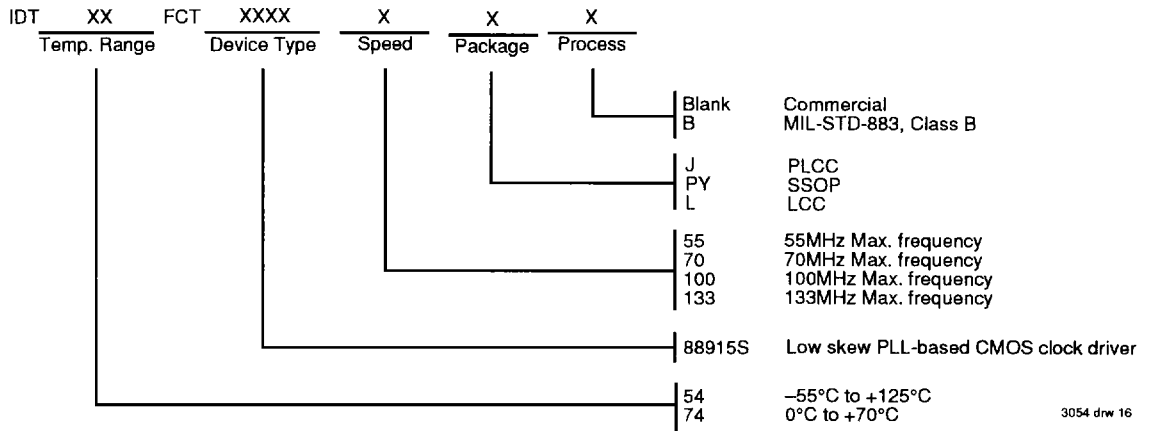 IDT XX FCT XXXX X X X
Temp. Range Device Type Speed Package Process
Blank Commercial
B MIL-STD-883, Class B
J PLCC
PY SSOP
L LCC
55 55MHz Max. frequency
70 70MHz Max. frequency
100 100MHz Max. frequency
133 133MHz Max. frequency
88915S Low skew PLL-based CMOS clock driver
54 –55°C to +125°C
74 0°C to +70°C
3054 drw 16